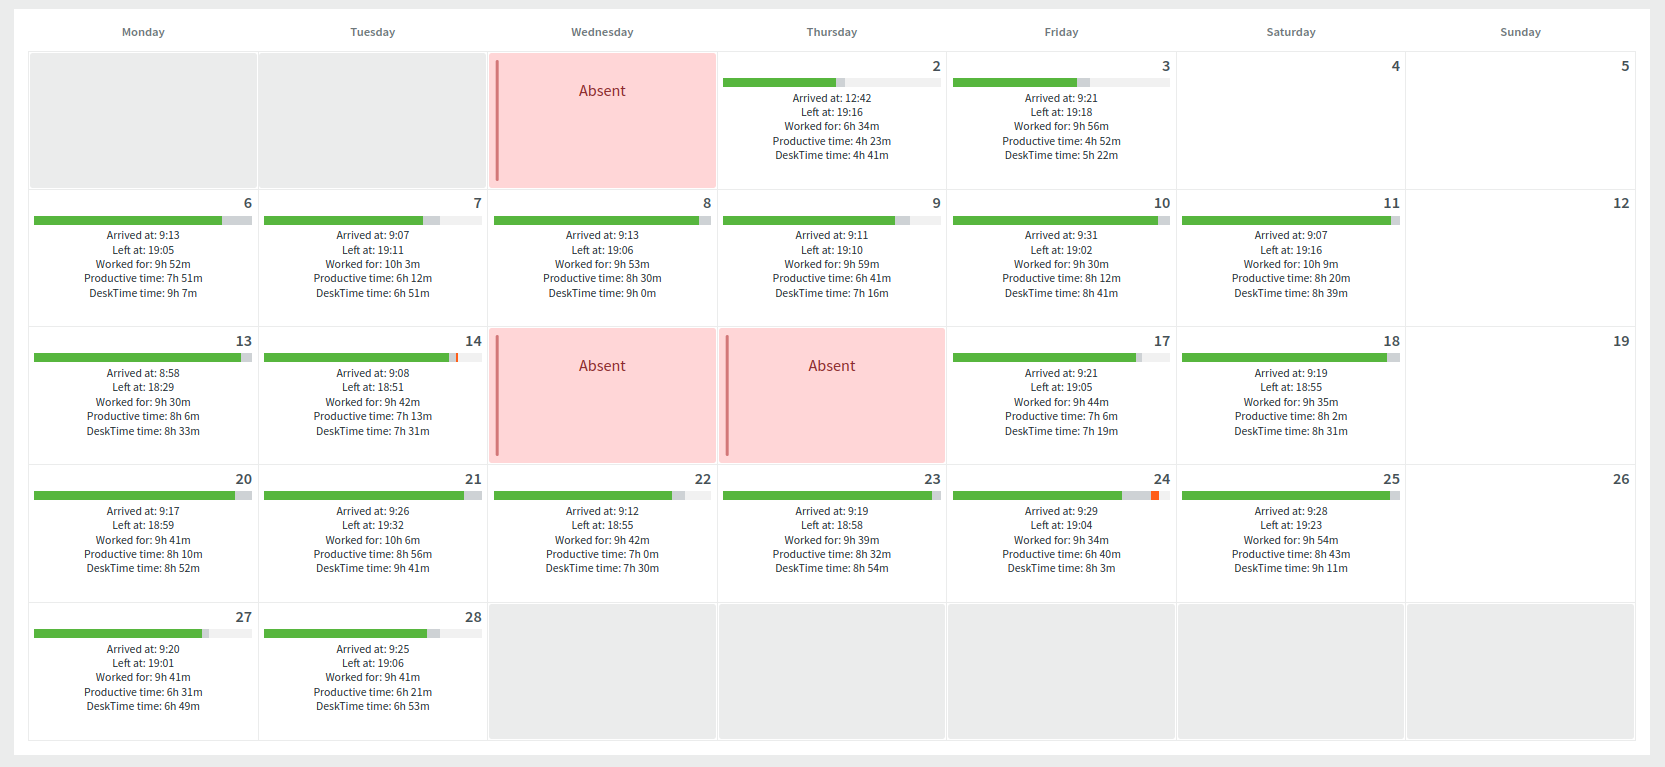 Monday
Tuesday
Wednesday
Thursday
Friday
Saturday
Sunday
Absent
2
Arrived at: 12:42
Left at: 19:16
Worked for: 6h 34m
Productive time: 4h 23m
DeskTime time: 4h 41m
3
Arrived at: 9:21
Left at: 19:18
Worked for: 9h 56m
Productive time: 4h 52m
DeskTime time: 5h 22m
4
5
6
Arrived at: 9:13
Left at: 19:05
Worked for: 9h 52m
Productive time: 7h 51m
DeskTime time: 9h 7m
7
Arrived at: 9:07
Left at: 19:11
Worked for: 10h 3m
Productive time: 6h 12m
DeskTime time: 6h 51m
8
Arrived at: 9:13
Left at: 19:06
Worked for: 9h 53m
Productive time: 8h 30m
DeskTime time: 9h 0m
9
Arrived at: 9:11
Left at: 19:10
Worked for: 9h 59m
Productive time: 6h 41m
DeskTime time: 7h 16m
10
Arrived at: 9:31
Left at: 19:02
Worked for: 9h 30m
Productive time: 8h 12m
DeskTime time: 8h 41m
11
Arrived at: 9:07
Left at: 19:16
Worked for: 10h 9m
Productive time: 8h 20m
DeskTime time: 8h 39m
12
13
Arrived at: 8:58
Left at: 18:29
Worked for: 9h 30m
Productive time: 8h 6m
DeskTime time: 8h 33m
14
Arrived at: 9:08
Left at: 18:51
Worked for: 9h 42m
Productive time: 7h 13m
DeskTime time: 7h 31m
Absent
Absent
17
Arrived at: 9:21
Left at: 19:05
Worked for: 9h 44m
Productive time: 7h 6m
DeskTime time: 7h 19m
18
Arrived at: 9:19
Left at: 18:55
Worked for: 9h 35m
Productive time: 8h 2m
DeskTime time: 8h 31m
19
20
Arrived at: 9:17
Left at: 18:59
Worked for: 9h 41m
Productive time: 8h 10m
DeskTime time: 8h 52m
21
Arrived at: 9:26
Left at: 19:32
Worked for: 10h 6m
Productive time: 8h 56m
DeskTime time: 9h 41m
22
Arrived at: 9:12
Left at: 18:55
Worked for: 9h 42m
Productive time: 7h 0m
DeskTime time: 7h 30m
23
Arrived at: 9:19
Left at: 18:58
Worked for: 9h 39m
Productive time: 8h 32m
DeskTime time: 8h 54m
24
Arrived at: 9:29
Left at: 19:04
Worked for: 9h 34m
Productive time: 6h 40m
DeskTime time: 8h 3m
25
Arrived at: 9:28
Left at: 19:23
Worked for: 9h 54m
Productive time: 8h 43m
DeskTime time: 9h 11m
26
27
Arrived at: 9:20
Left at: 19:01
Worked for: 9h 41m
Productive time: 6h 31m
DeskTime time: 6h 49m
28
Arrived at: 9:25
Left at: 19:06
Worked for: 9h 41m
Productive time: 6h 21m
DeskTime time: 6h 53m